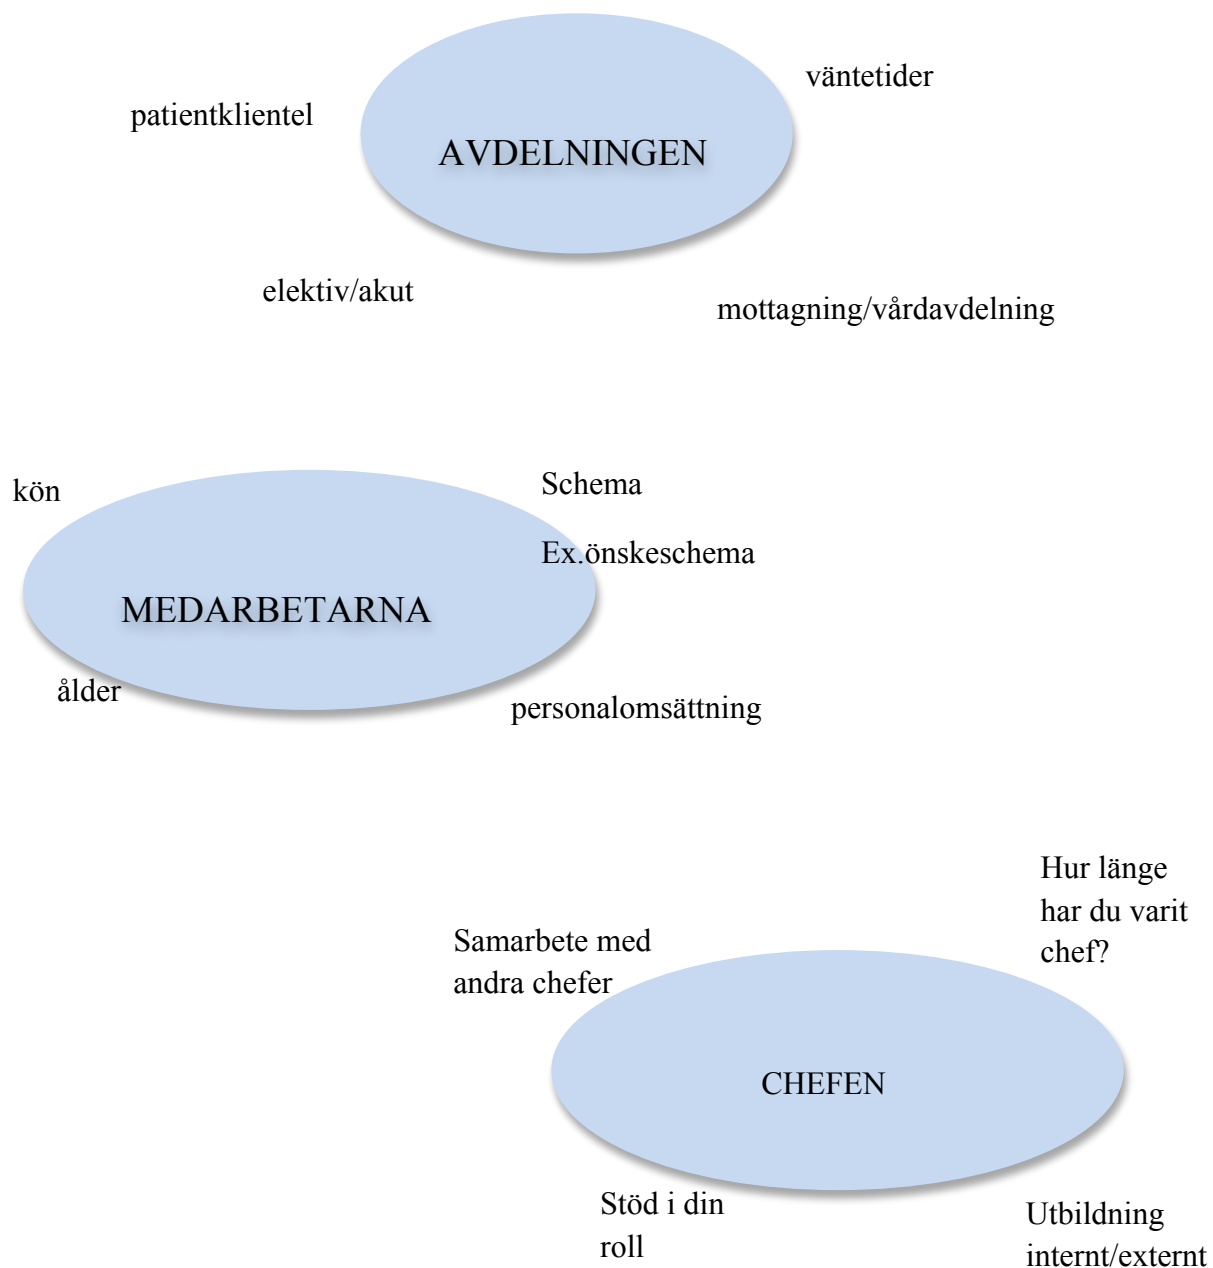 väntetider
patientklientel
AVDELNINGEN
elektiv/akut
mottagning/vårdavdelning
kön
Schema
Ex.önskeschema
MEDARBETARNA
ålder
personalomsättning
Hur länge
har du varit
chef?
Samarbete med
andra chefer
CHEFEN
Stöd i din
roll
Utbildning
internt/externt